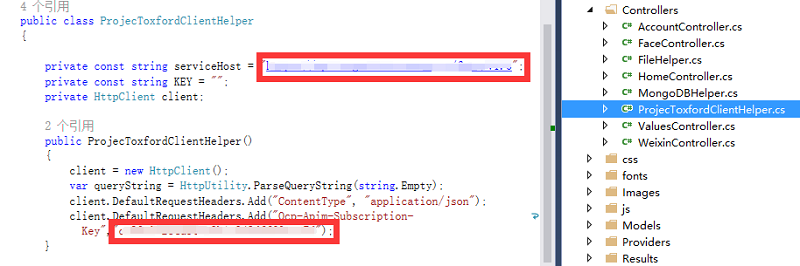 4 个引用
public class ProjecToxfordClientHelper
{
private const string serviceHost = "
private const string KEY = "";
private HttpClient client;
2 个引用
public ProjecToxfordClientHelper()
{
client = new HttpClient();
var queryString = HttpUtility.ParseQueryString(string.Empty);
client.DefaultRequestHeaders.Add("ContentType", "application/json");
client.DefaultRequestHeaders.Add("Ocp-Apim-Subscription-
Key",
}
Controllers
C# AccountController.cs
C# FaceController.cs
C# FileHelper.cs
C# HomeController.cs
C# MongoDBHelper.cs
C# ProjecToxfordClientHelper.cs
C# ValuesController.cs
C# WeixinController.cs
css
fonts
Images
js
Models
Providers
Results